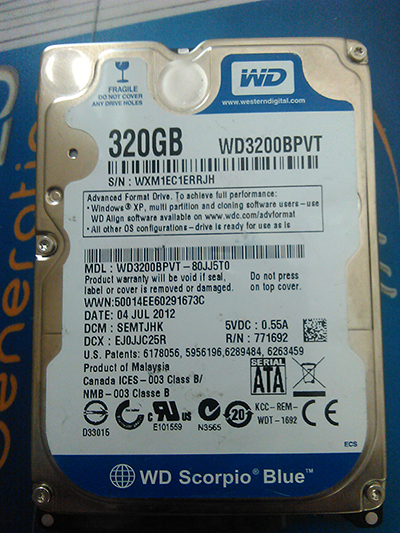 FRAGILE
DO NOT COVER
ANY DRIVE HOLES
WD
www.westerndigital.com
320GB WD3200BPVT
S/N : WXM1EC1ERRJH
Advanced Format Drive. To achieve full performance:
• Windows® XP, multi partition and cloning software users - use
WD Align software available on www.wdc.com/advformat
• All other OS configurations - drive is ready for use as is
MDL : WD3200BPVT - 80JJ5T0
Product warranty will be void if seal,
label or cover is removed or damaged.
Do not press
on top cover.
WWN:50014EE60291673C
DATE: 04 JUL 2012
DCM: SEMTJHK 5VDC : 0.55A
DCX : EJ0JJC25R R/N : 771692
U.S. Patents: 6178056, 5956196,6289484, 6263459
Product of Malaysia
Canada ICES - 003 Class B/
NMB - 003 Classe B
SERIAL
ATA
KCC - REM -
WDT - 1692
20
CE
D33015
E101559
N3565
ECS
WD Scorpio® Blue™
eneratio